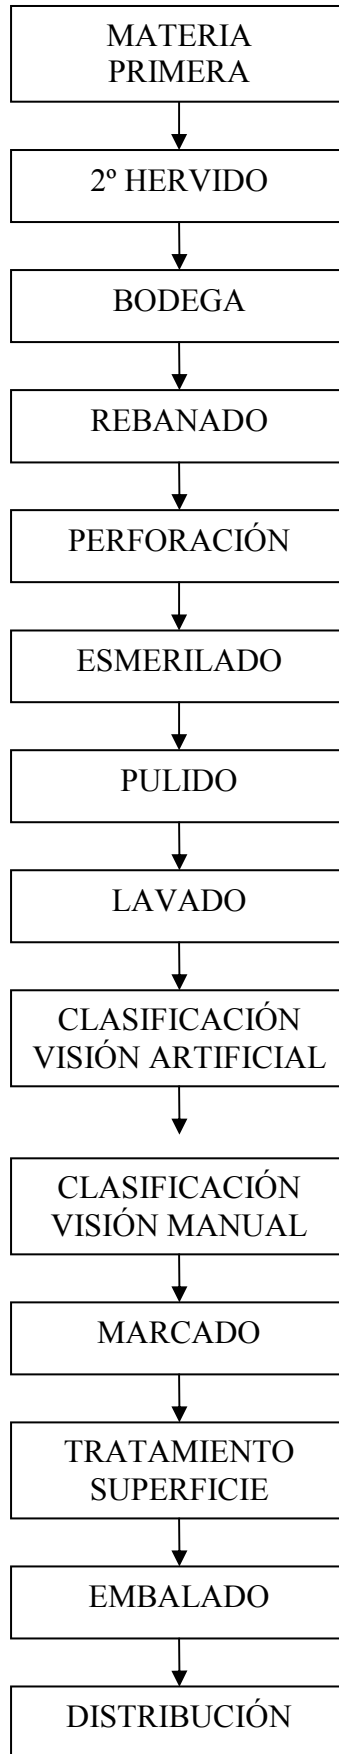 MATERIA
PRIMERA
2º HERVIDO
BODEGA
REBANADO
PERFORACIÓN
ESMERILADO
PULIDO
LAVADO
CLASIFICACIÓN
VISIÓN ARTIFICIAL
CLASIFICACIÓN
VISIÓN MANUAL
MARCADO
TRATAMIENTO
SUPERFICIE
EMBALADO
DISTRIBUCIÓN